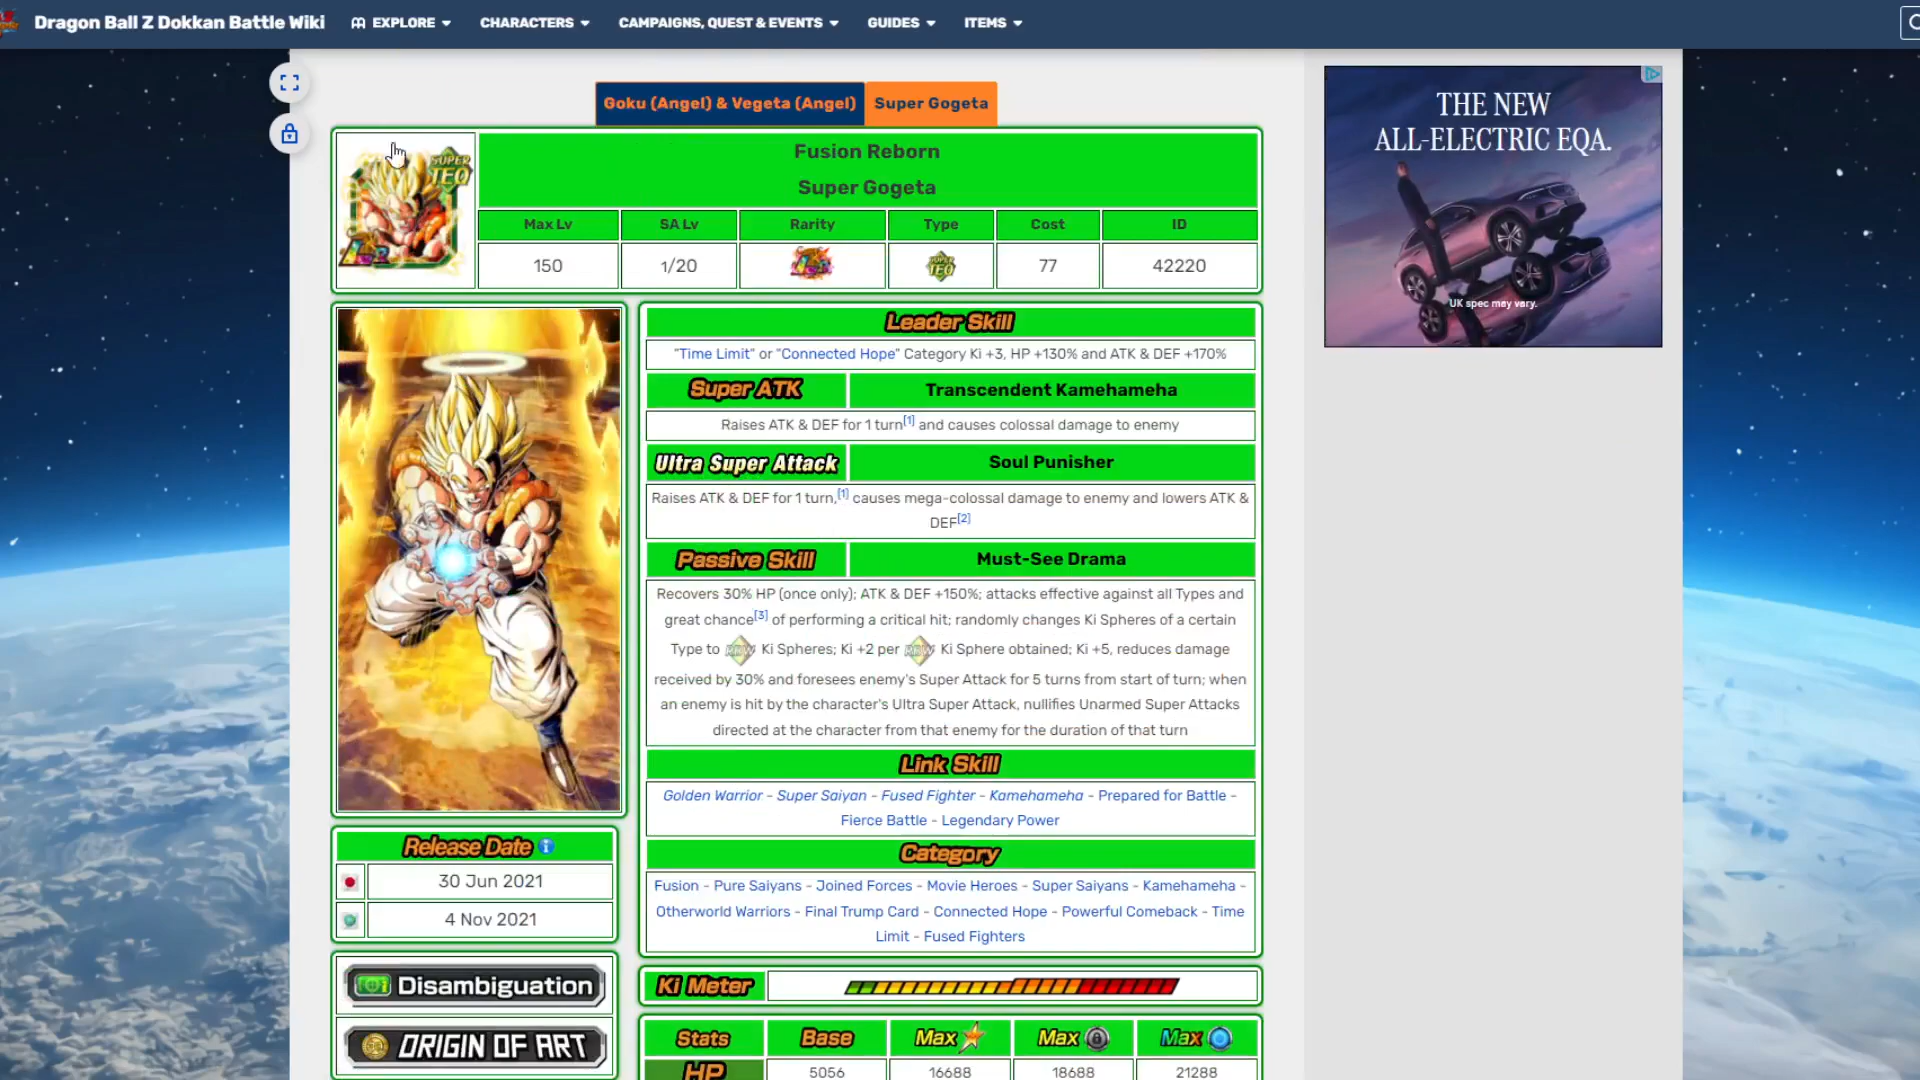 Dragon Ball Z Dokkan Battle Wiki
EXPLORE
CHARACTERS
CAMPAIGNS, QUEST & EVENTS
GUIDES
ITEMS
Goku (Angel) & Vegeta (Angel)
Super Gogeta
THE NEW
ALL-ELECTRIC EQA.
UK spec may vary.
SUPER
TEQ
LR
Fusion Reborn
Super Gogeta
Max Lv
SA Lv
Rarity
Type
Cost
ID
150
1/20
LR
SUPER
TEQ
77
42220
Leader Skill
"Time Limit" or "Connected Hope" Category Ki +3, HP +130% and ATK & DEF +170%
Super ATK
Transcendent Kamehameha
Raises ATK & DEF for 1 turn[1] and causes colossal damage to enemy
Ultra Super Attack
Soul Punisher
Raises ATK & DEF for 1 turn,[1] causes mega-colossal damage to enemy and lowers ATK &
DEF[2]
Passive Skill
Must-See Drama
Recovers 30% HP (once only); ATK & DEF +150%; attacks effective against all Types and
great chance[3] of performing a critical hit; randomly changes Ki Spheres of a certain
Type to RBW Ki Spheres; Ki +2 per RBW Ki Sphere obtained; Ki +5, reduces damage
received by 30% and foresees enemy's Super Attack for 5 turns from start of turn; when
an enemy is hit by the character's Ultra Super Attack, nullifies Unarmed Super Attacks
directed at the character from that enemy for the duration of that turn
Link Skill
Golden Warrior - Super Saiyan - Fused Fighter - Kamehameha - Prepared for Battle -
Fierce Battle - Legendary Power
Category
Fusion - Pure Saiyans - Joined Forces - Movie Heroes - Super Saiyans - Kamehameha -
Otherworld Warriors - Final Trump Card - Connected Hope - Powerful Comeback - Time
Limit - Fused Fighters
Release Date
30 Jun 2021
4 Nov 2021
Disambiguation
ORIGIN OF ART
Ki Meter
Stats
Base
Max
Max
Max
HP
5056
16688
18688
21288